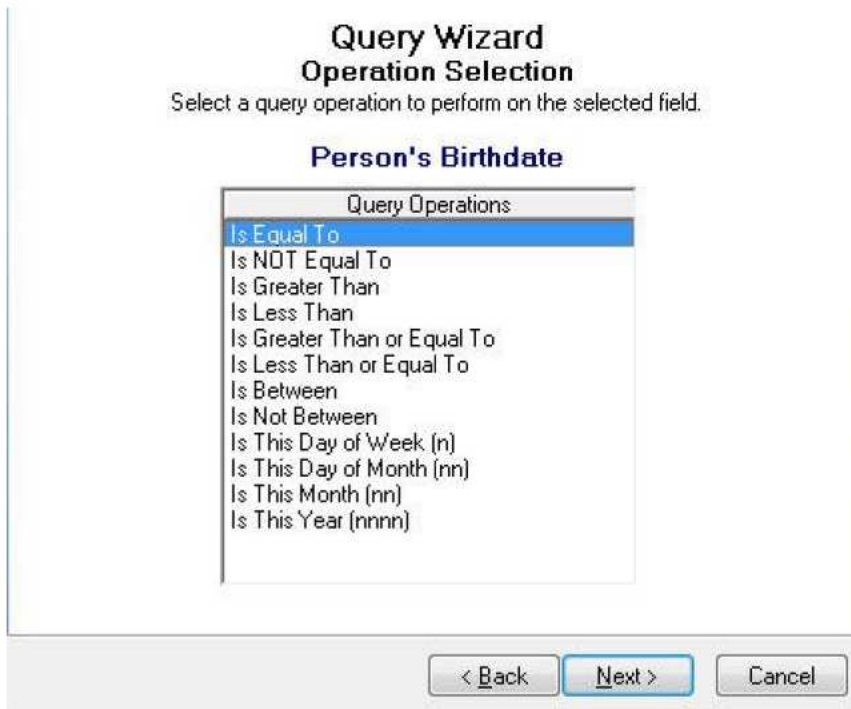 Query Wizard
Operation Selection
Select a query operation to perform on the selected field.
Person's Birthdate
Query Operations
Is Equal To
Is NOT Equal To
Is Greater Than
Is Less Than
Is Greater Than or Equal To
Is Less Than or Equal To
Is Between
Is Not Between
Is This Day of Week (n)
Is This Day of Month (nn)
Is This Month (nn)
Is This Year (nnnn)
< Back Next > Cancel